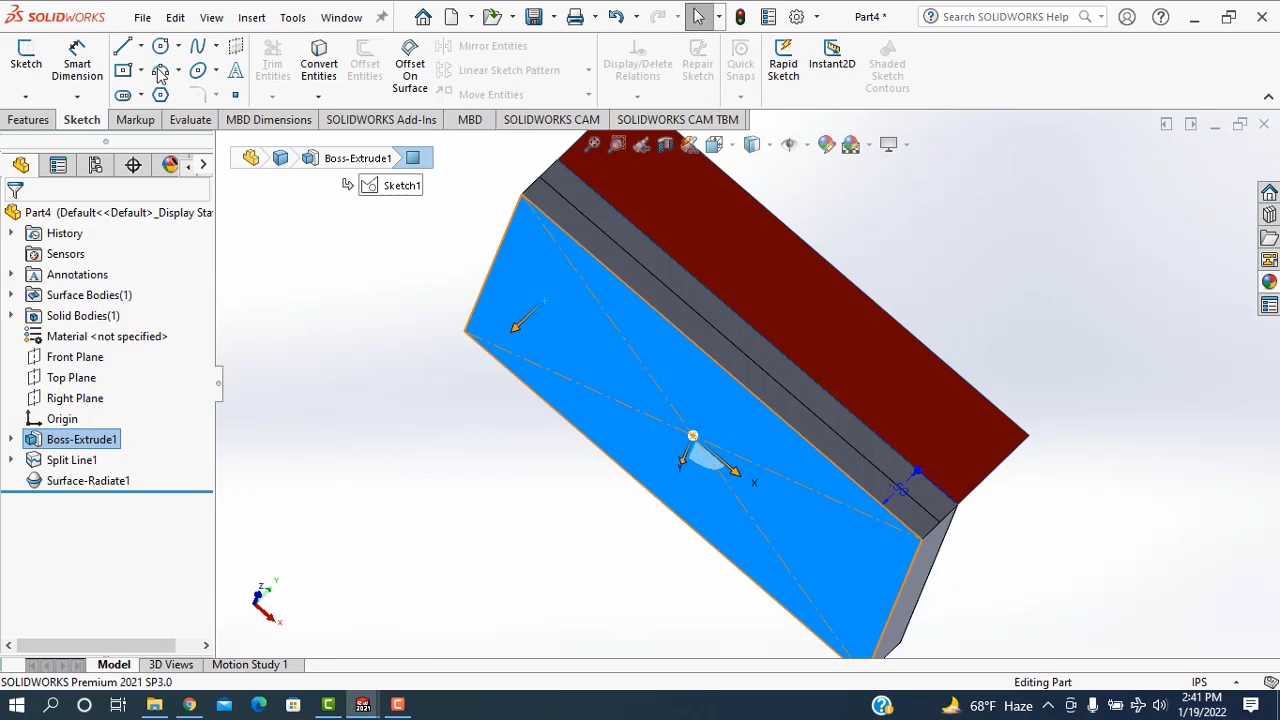 SOLIDWORKS File Edit View Insert Tools Window Part4 * Search SOLIDWORKS Help
Sketch Smart Dimension Trim Entities Convert Entities Offset Entities Offset On Surface Mirror Entities Linear Sketch Pattern Move Entities Display/Delete Relations Repair Sketch Quick Snaps Rapid Sketch Instant2D Shaded Sketch Contours
Features Sketch Markup Evaluate MBD Dimensions SOLIDWORKS Add-Ins MBD SOLIDWORKS CAM SOLIDWORKS CAM TBM
Boss-Extrude1
Sketch1
Part4 (Default<<Default>_Display Sta
History
Sensors
Annotations
Surface Bodies(1)
Solid Bodies(1)
Material <not specified>
Front Plane
Top Plane
Right Plane
Origin
Boss-Extrude1
Split Line1
Surface-Radiate1
.50
Y
X
Z
Y
X
Model 3D Views Motion Study 1
SOLIDWORKS Premium 2021 SP3.0 Editing Part IPS
68°F Haze 2:41 PM
1/19/2022